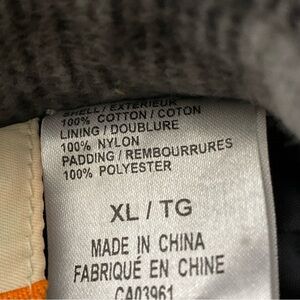 SHELL / EXTERIEUR
100% COTTON / COTON
LINING / DOUBLURE
100% NYLON
PADDING / REMBOURRURES
100% POLYESTER
XL / TG
MADE IN CHINA
FABRIQUÉ EN CHINE
CA03961